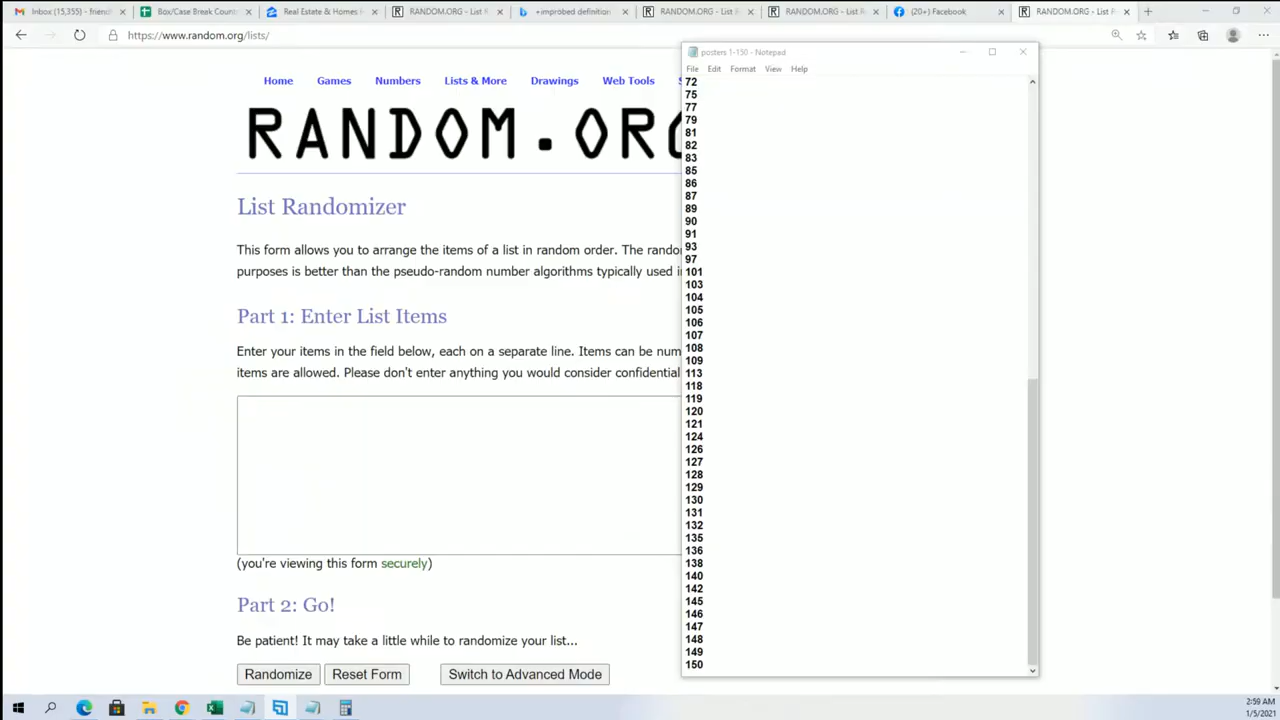 Inbox (15,355) - friend
Box/Case Break Count
Real Estate & Homes
RANDOM.ORG - List R
+improbed definition
RANDOM.ORG - List R
RANDOM.ORG - List R
(20+) Facebook
RANDOM.ORG - List R
https://www.random.org/lists/
Home Games Numbers Lists & More Drawings Web Tools
RANDOM.ORG
List Randomizer
This form allows you to arrange the items of a list in random order. The rando
purposes is better than the pseudo-random number algorithms typically used i
Part 1: Enter List Items
Enter your items in the field below, each on a separate line. Items can be num
items are allowed. Please don't enter anything you would consider confidential
(you're viewing this form securely)
Part 2: Go!
Be patient! It may take a little while to randomize your list...
Randomize Reset Form Switch to Advanced Mode
posters 1-150 - Notepad
File Edit Format View Help
72
75
77
79
81
82
83
85
86
87
89
90
91
93
97
101
103
104
105
106
107
108
109
113
118
119
120
121
124
126
127
128
129
130
131
132
135
136
138
140
142
145
146
147
148
149
150
2:59 AM
1/5/2021